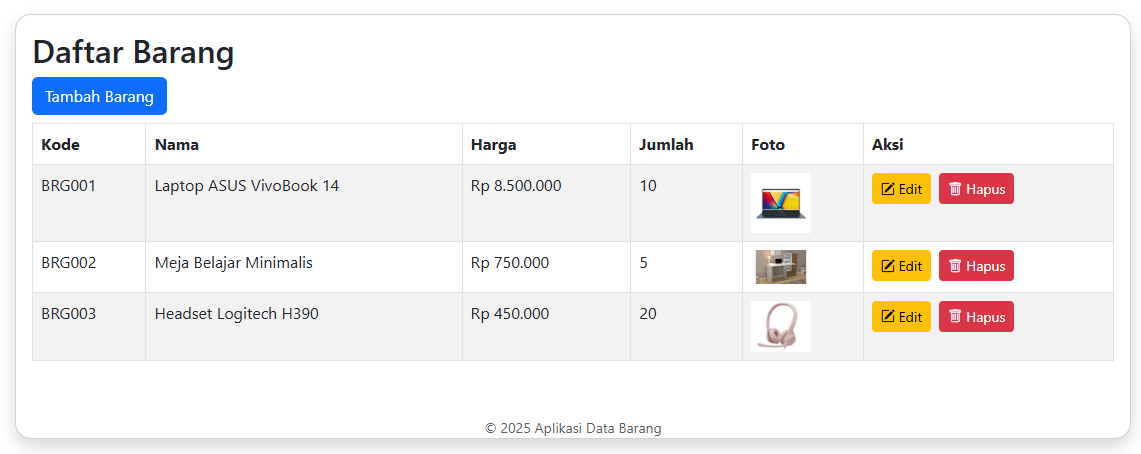 Daftar Barang
Tambah Barang
Kode Nama Harga Jumlah Foto Aksi
BRG001 Laptop ASUS VivoBook 14 Rp 8.500.000 10 Edit Hapus
BRG002 Meja Belajar Minimalis Rp 750.000 5 Edit Hapus
BRG003 Headset Logitech H390 Rp 450.000 20 Edit Hapus
© 2025 Aplikasi Data Barang